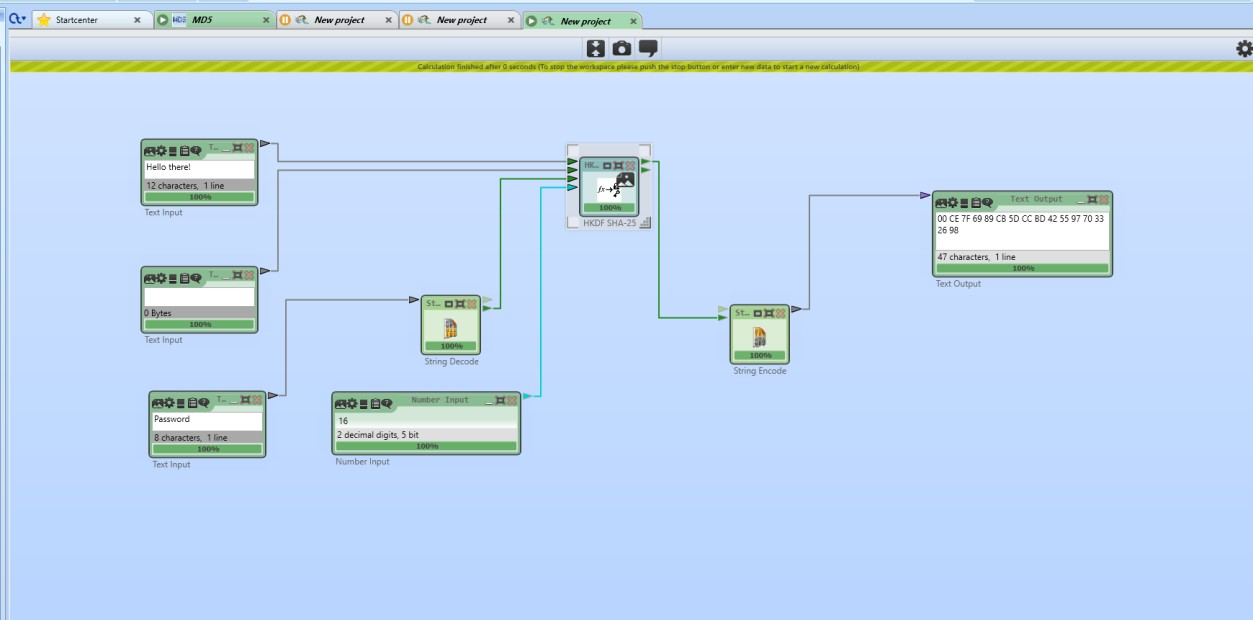 Startcenter
MD5
New project
New project
New project
Calculation finished after 0 seconds (To stop the workspace please push the stop button or enter new data to start a new calculation)
T...
Hello there!
12 characters, 1 line
100%
Text Input
HK...
100%
HKDF SHA-25
Text Output
00 CE 7F 69 89 CB 5D CC BD 42 55 97 70 33
26 98
47 characters, 1 line
100%
Text Output
T...
0 Bytes
100%
Text Input
St...
100%
String Decode
St...
100%
String Encode
T...
Password
8 characters, 1 line
100%
Text Input
Number Input
16
2 decimal digits, 5 bit
100%
Number Input